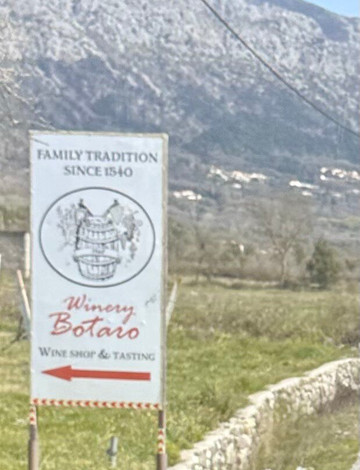 FAMILY TRADITION
SINCE 1540
Winery
Botaro
WINE SHOP & TASTING